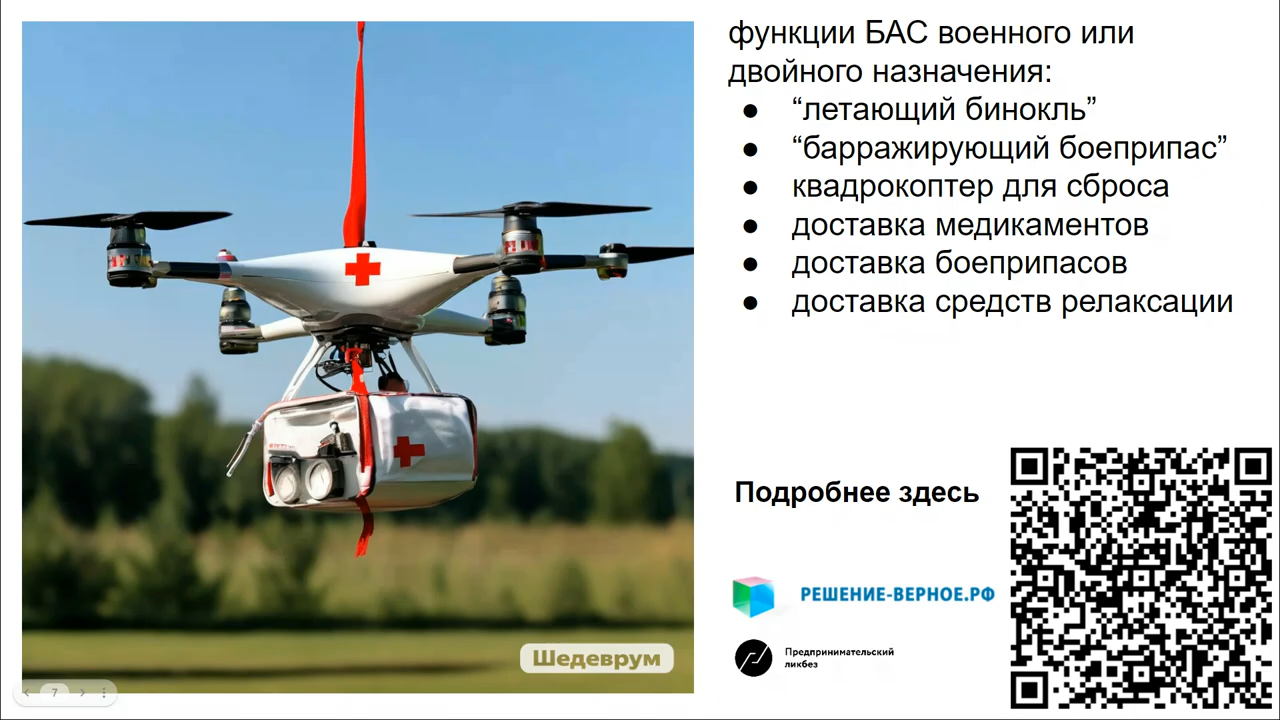 функции БАС военного или
двойного назначения:
● “летающий бинокль”
● “барражирующий боеприпас”
● квадрокоптер для сброса
● доставка медикаментов
● доставка боеприпасов
● доставка средств релаксации
Подробнее здесь
РЕШЕНИЕ-ВЕРНОЕ.РФ
Предпринимательский
ликбез
Шедеврум
7